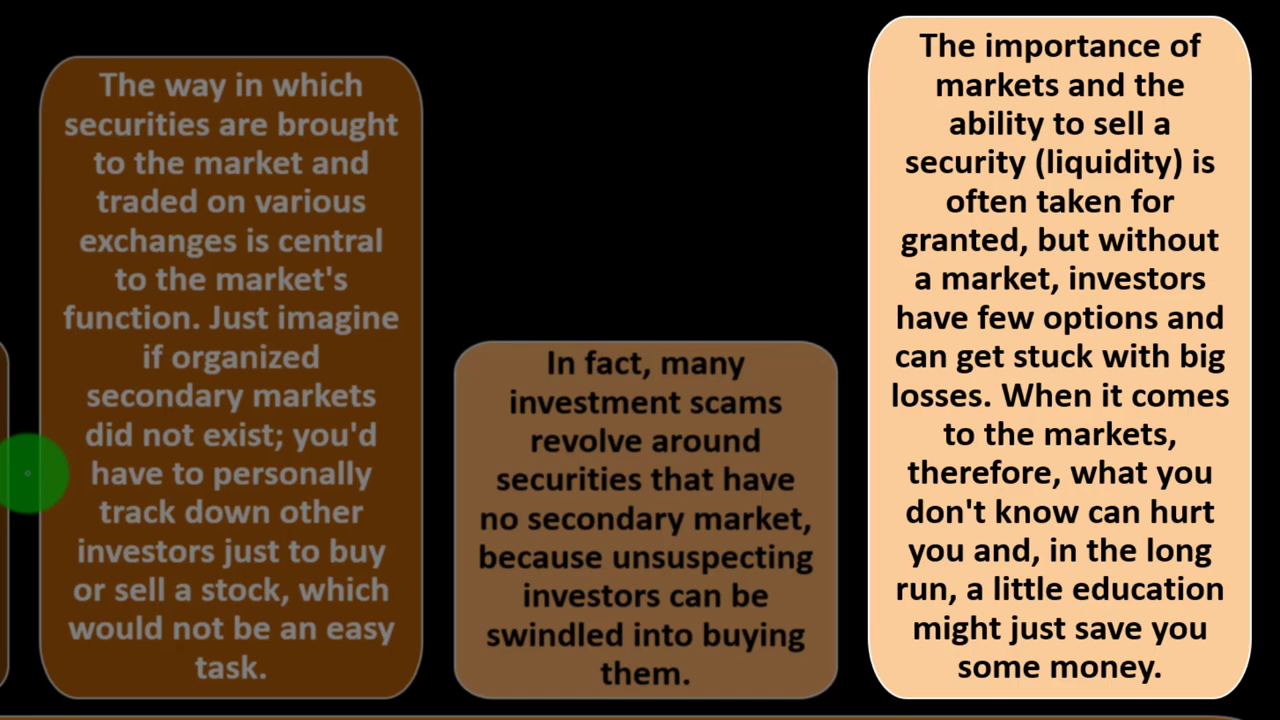 The way in which
securities are brought
to the market and
traded on various
exchanges is central
to the market's
function. Just imagine
if organized
secondary markets
did not exist; you'd
have to personally
track down other
investors just to buy
or sell a stock, which
would not be an easy
task.
In fact, many
investment scams
revolve around
securities that have
no secondary market,
because unsuspecting
investors can be
swindled into buying
them.
The importance of
markets and the
ability to sell a
security (liquidity) is
often taken for
granted, but without
a market, investors
have few options and
can get stuck with big
losses. When it comes
to the markets,
therefore, what you
don't know can hurt
you and, in the long
run, a little education
might just save you
some money.